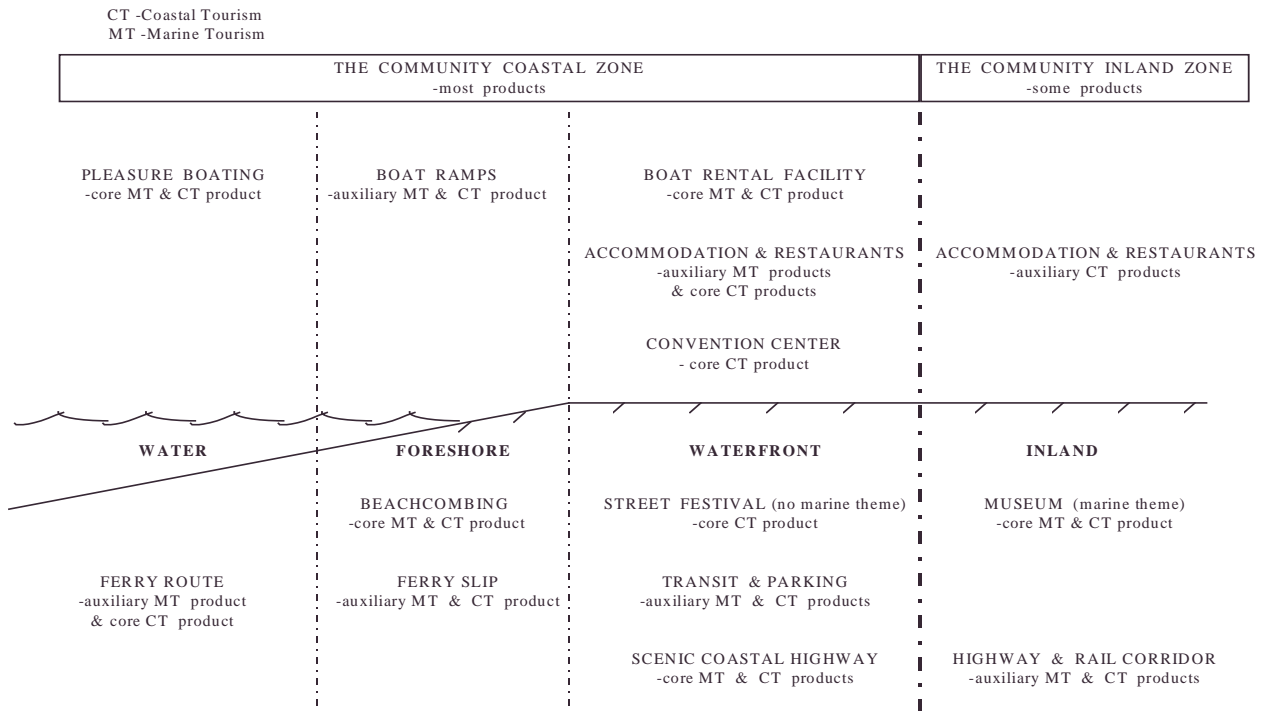 CT -Coastal Tourism
MT -Marine Tourism
THE COMMUNITY COASTAL ZONE
-most products
THE COMMUNITY INLAND ZONE
-some products
PLEASURE BOATING
-core MT & CT product
BOAT RAMPS
-auxiliary MT & CT product
BOAT RENTAL FACILITY
-core MT & CT product
ACCOMMODATION & RESTAURANTS
-auxiliary MT products
& core CT products
ACCOMMODATION & RESTAURANTS
-auxiliary CT products
CONVENTION CENTER
- core CT product
WATER
FORESHORE
WATERFRONT
INLAND
BEACHCOMBING
-core MT & CT product
STREET FESTIVAL (no marine theme)
-core CT product
MUSEUM (marine theme)
-core MT & CT product
FERRY ROUTE
-auxiliary MT product
& core CT product
FERRY SLIP
-auxiliary MT & CT product
TRANSIT & PARKING
-auxiliary MT & CT products
SCENIC COASTAL HIGHWAY
-core MT & CT products
HIGHWAY & RAIL CORRIDOR
-auxiliary MT & CT products